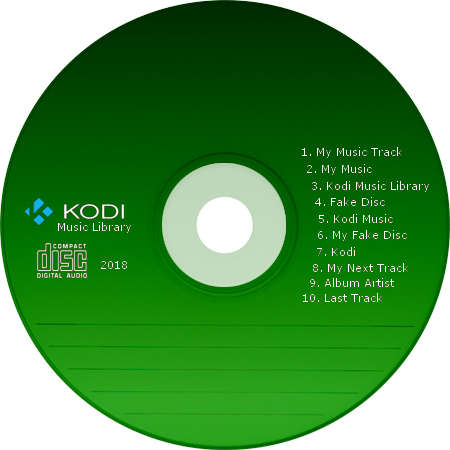 KODI
Music Library
COMPACT
disc
DIGITAL AUDIO
2018
1. My Music Track
2. My Music
3. Kodi Music Library
4. Fake Disc
5. Kodi Music
6. My Fake Disc
7. Kodi
8. My Next Track
9. Album Artist
10. Last Track